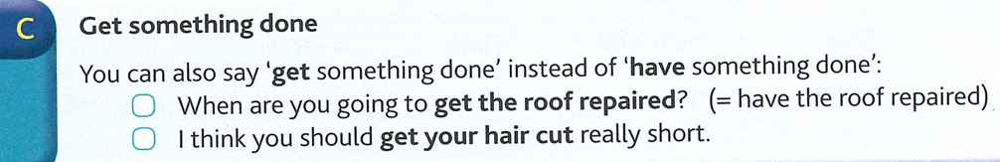 C
Get something done
You can also say ‘get something done’ instead of ‘have something done’:
When are you going to get the roof repaired? (= have the roof repaired)
I think you should get your hair cut really short.